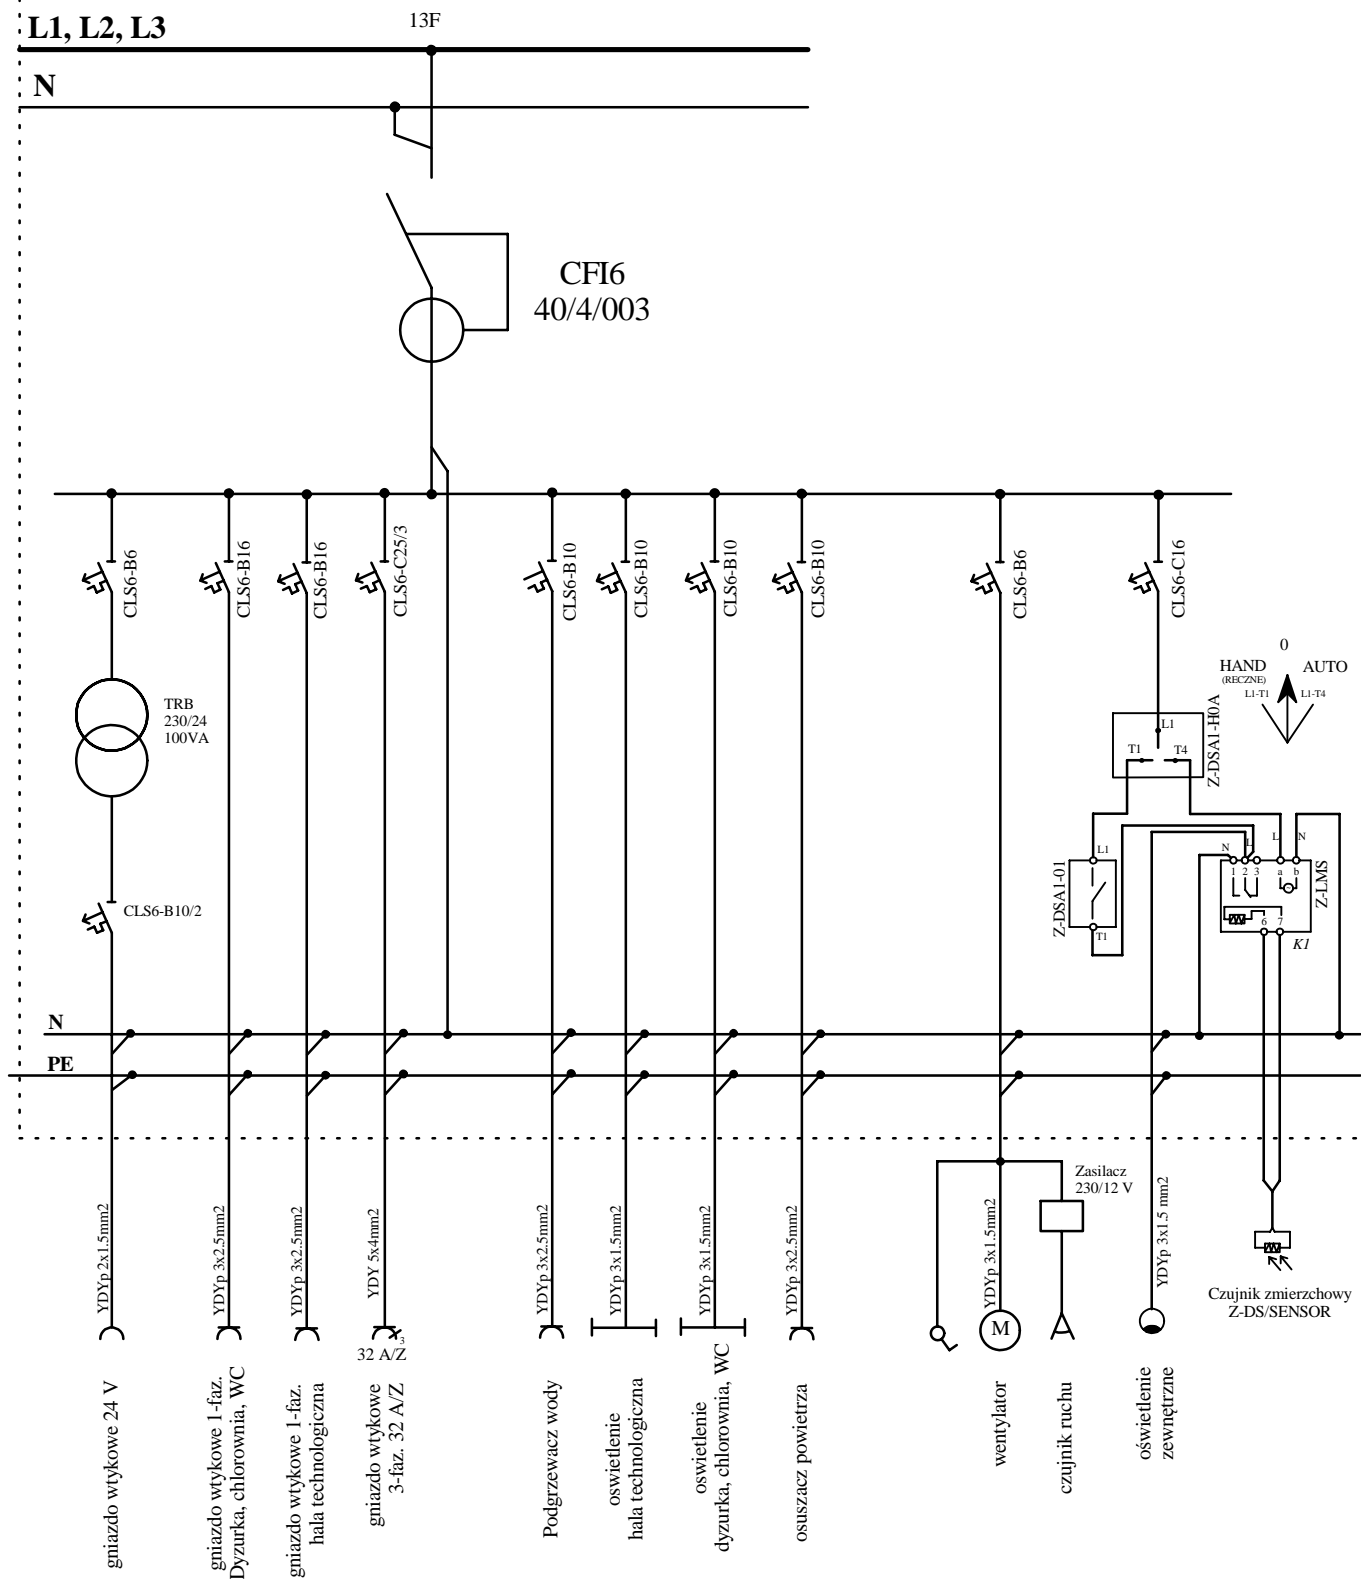 L1, L2, L3
13F
N
CFI6
40/4/003
CLS6-B6
CLS6-B16
CLS6-B16
CLS6-C25/3
CLS6-B10
CLS6-B10
CLS6-B10
CLS6-B10
CLS6-B6
CLS6-C16
TRB
230/24
100VA
CLS6-B10/2
0
HAND
AUTO
(RECZNE)
L1-T1
L1-T4
L1
T1
T4
Z-DSA1-H0A
L1
T1
Z-DSA1-01
N
L
L
N
1
2
3
a
b
6
7
Z-LMS
K1
N
PE
Zasilacz
230/12 V
YDYp 2x1.5mm2
YDYp 3x2.5mm2
YDYp 3x2.5mm2
YDY 5x4mm2
YDYp 3x2.5mm2
YDYp 3x1.5mm2
YDYp 3x1.5mm2
YDYp 3x2.5mm2
YDYp 3x1.5mm2
YDYp 3x1.5 mm2
Czujnik zmierzchowy
Z-DS/SENSOR
M
3
32 A/Z
gniazdo wtykowe 24 V
gniazdo wtykowe 1-faz.
Dyzurka, chlorownia, WC
gniazdo wtykowe 1-faz.
hala technologiczna
gniazdo wtykowe
3-faz. 32 A/Z
Podgrzewacz wody
oswietlenie
hala technologiczna
oswietlenie
dyzurka, chlorownia, WC
osuszacz powietrza
wentylator
czujnik ruchu
oświetlenie
zewnętrzne